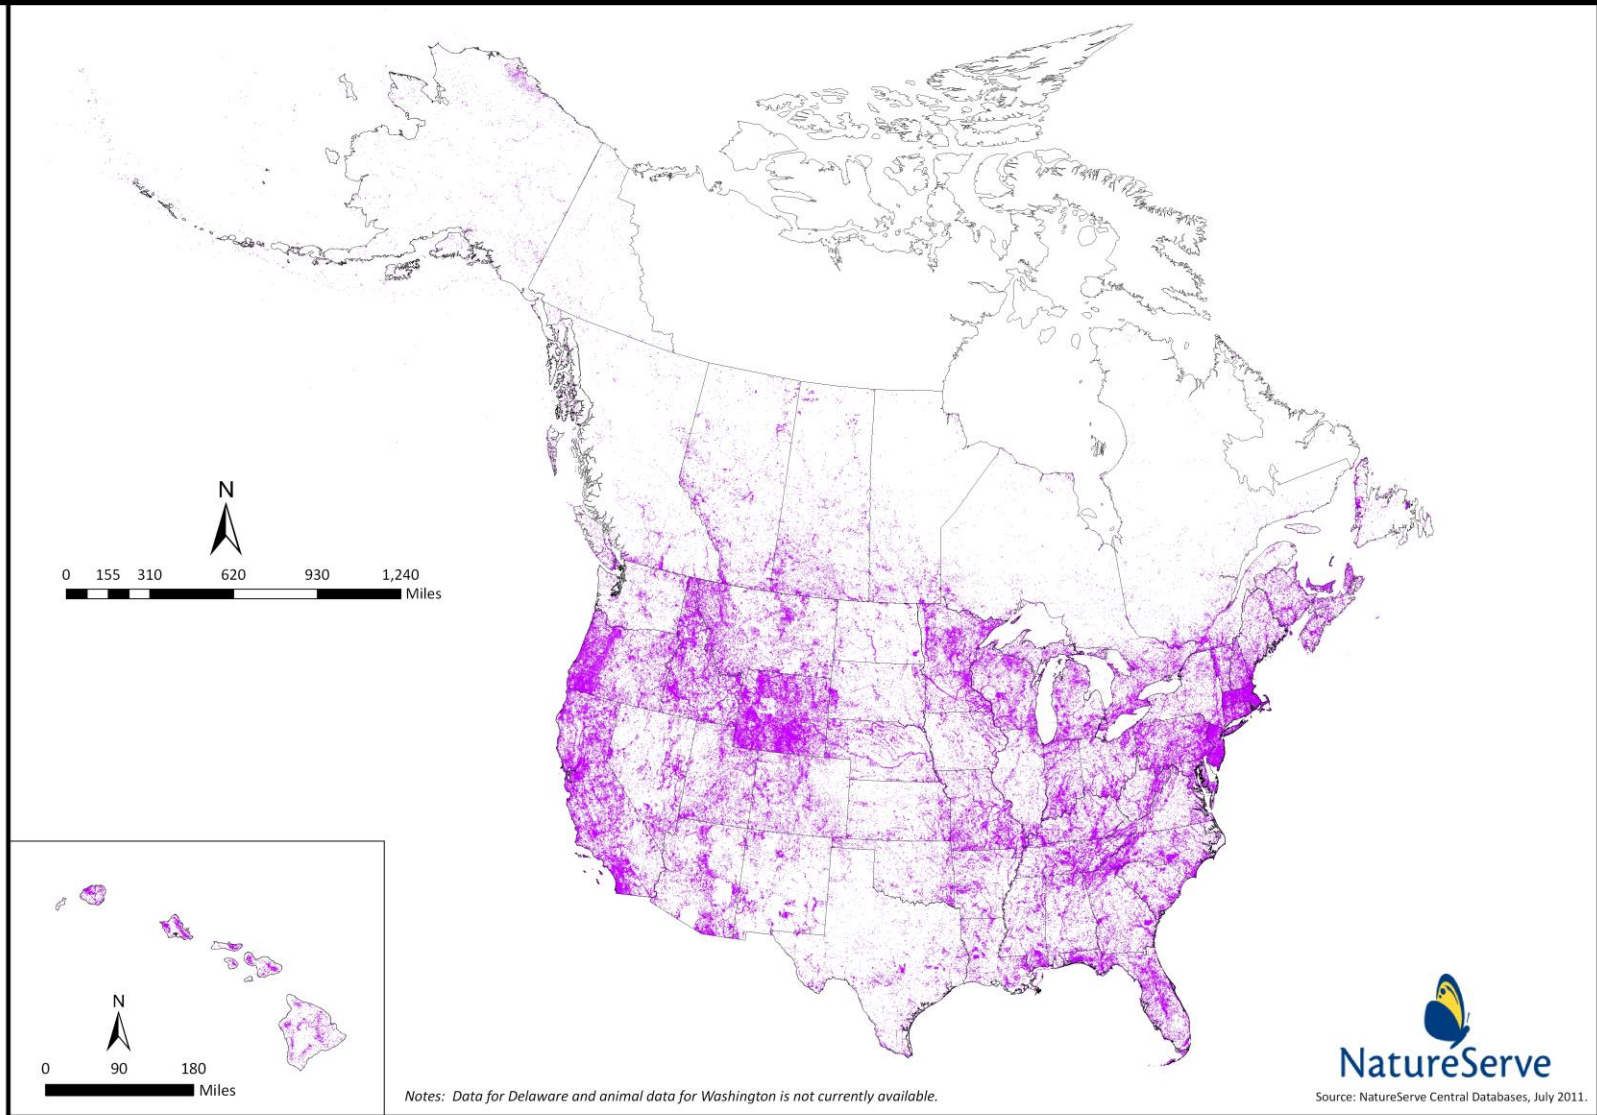 N
0 155 310 620 930 1,240
Miles
N
0 90 180
Miles
Notes: Data for Delaware and animal data for Washington is not currently available.
NatureServe
Source: NatureServe Central Databases, July 2011.